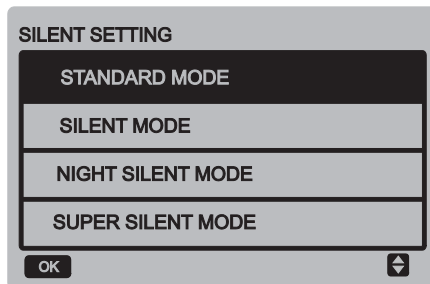 SILENT SETTING
STANDARD MODE
SILENT MODE
NIGHT SILENT MODE
SUPER SILENT MODE
OK